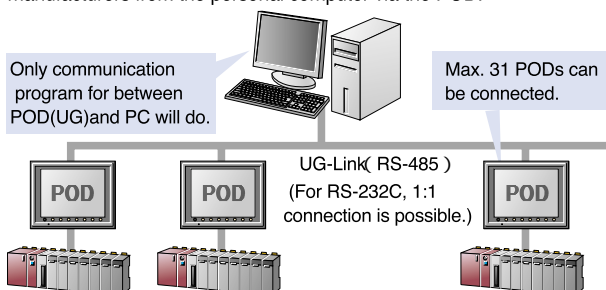 manufacturers from the personal computer via the POD.
Only communication
program for between
POD(UG)and PC will do.
Max. 31 PODs can
be connected.
UG-Link( RS-485 )
(For RS-232C, 1:1
connection is possible.)
POD
POD
POD